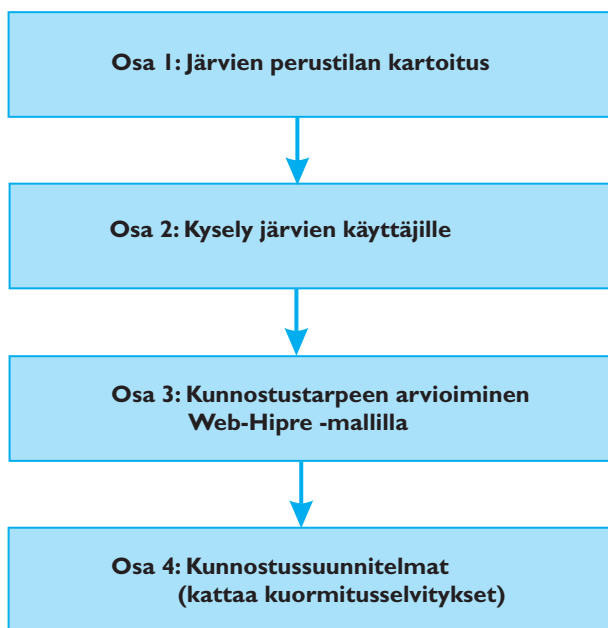 Osa 1: Järvien perustilan kartoitus
Osa 2: Kysely järvien käyttäjille
Osa 3: Kunnostustarpeen arvioiminen
Web-Hipre -mallilla
Osa 4: Kunnostussuunnitelmat
(kattaa kuormitusselvitykset)